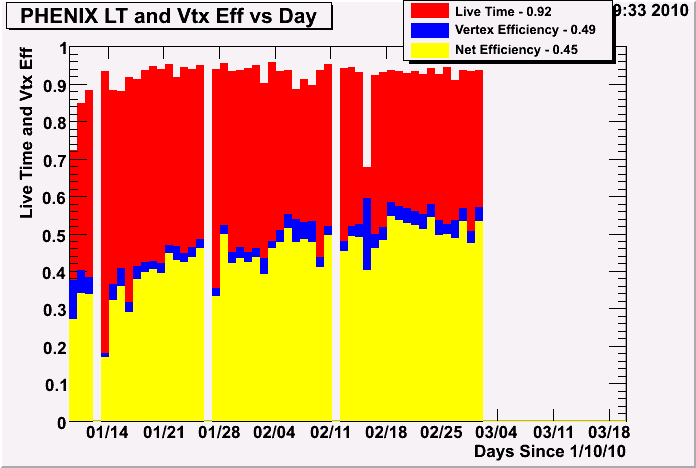 PHENIX LT and Vtx Eff vs Day
9:33 2010
Live Time - 0.92
Vertex Efficiency - 0.49
Net Efficiency - 0.45
Live Time and Vtx Eff
1
0.9
0.8
0.7
0.6
0.5
0.4
0.3
0.2
0.1
0
01/14 01/21 01/28 02/04 02/11 02/18 02/25 03/04 03/11 03/18
Days Since 1/10/10